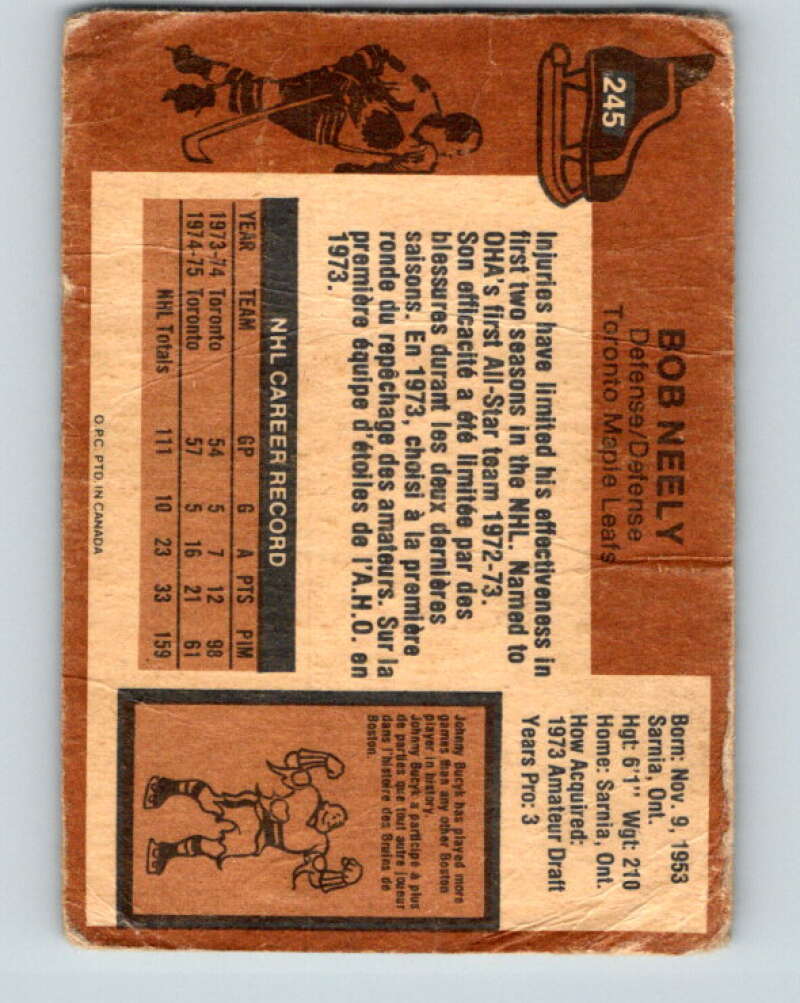 245
BOB NEELY
Defense/Defense
Toronto Maple Leafs
Born: Nov. 9, 1953
Sarnia, Ont.
Hgt: 6'1" Wgt: 210
Home: Sarnia, Ont.
How Acquired:
1973 Amateur Draft
Years Pro: 3
Injuries have limited his effectiveness in
first two seasons in the NHL. Named to
OHA's first All-Star team 1972-73.
Son efficacité a été limitée par des
blessures durant les deux dernières
saisons. En 1973, choisi à la première
ronde du repêchage des amateurs. Sur la
première équipe d'étoiles de l'A.H.O. en
1973.
NHL CAREER RECORD
YEAR TEAM GP G A PTS PIM
1973-74 Toronto 54 5 7 12 98
1974-75 Toronto 57 5 16 21 61
NHL Totals 111 10 23 33 159
Johnny Bucyk has played more
games than any other Boston
player in history.
Johnny Bucyk a participé à plus
de parties que tout autre joueur
dans l'histoire des Bruins de
Boston.
O.P.C. PTD. IN CANADA